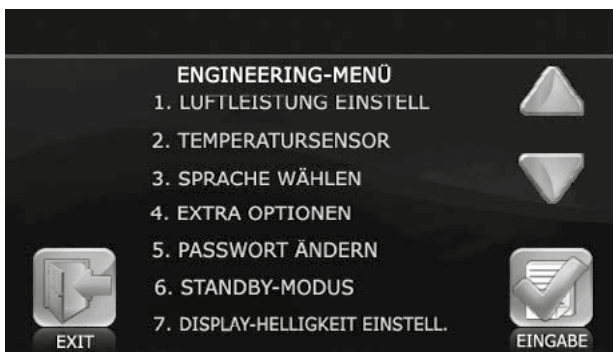 ENGINEERING-MENÜ
1. LUFTLEISTUNG EINSTELL
2. TEMPERATURSENSOR
3. SPRACHE WÄHLEN
4. EXTRA OPTIONEN
5. PASSWORT ÄNDERN
6. STANDBY-MODUS
7. DISPLAY-HELLIGKEIT EINSTELL.
EXIT
EINGABE